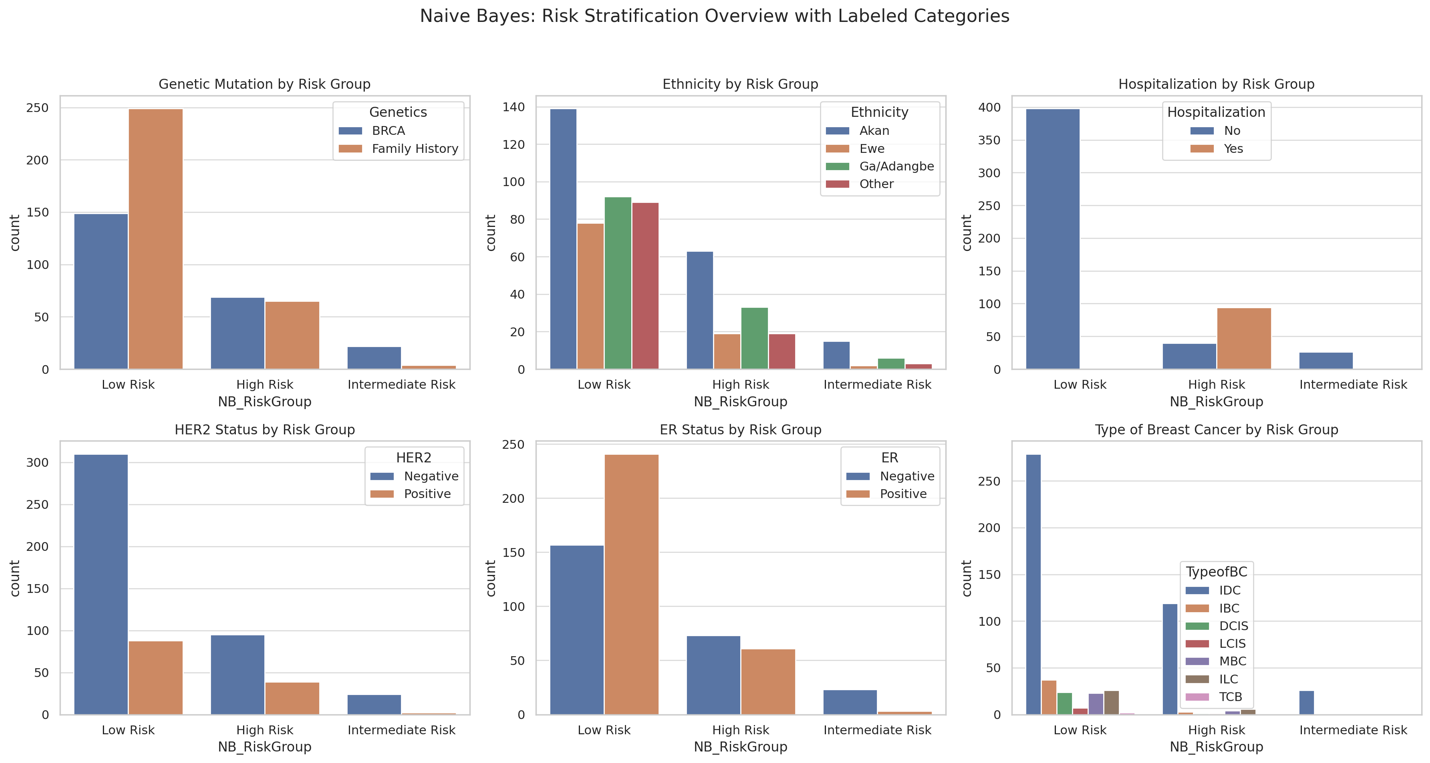 Naive Bayes: Risk Stratification Overview with Labeled Categories
Genetic Mutation by Risk Group
Genetics
BRCA
Family History
count
250
200
150
100
50
0
Low Risk
High Risk
Intermediate Risk
NB_RiskGroup
Ethnicity by Risk Group
Ethnicity
Akan
Ewe
Ga/Adangbe
Other
count
140
120
100
80
60
40
20
0
Low Risk
High Risk
Intermediate Risk
NB_RiskGroup
Hospitalization by Risk Group
Hospitalization
No
Yes
count
400
350
300
250
200
150
100
50
0
Low Risk
High Risk
Intermediate Risk
NB_RiskGroup
HER2 Status by Risk Group
HER2
Negative
Positive
count
300
250
200
150
100
50
0
Low Risk
High Risk
Intermediate Risk
NB_RiskGroup
ER Status by Risk Group
ER
Negative
Positive
count
250
200
150
100
50
0
Low Risk
High Risk
Intermediate Risk
NB_RiskGroup
Type of Breast Cancer by Risk Group
TypeofBC
IDC
IBC
DCIS
LCIS
MBC
ILC
TCB
count
250
200
150
100
50
0
Low Risk
High Risk
Intermediate Risk
NB_RiskGroup